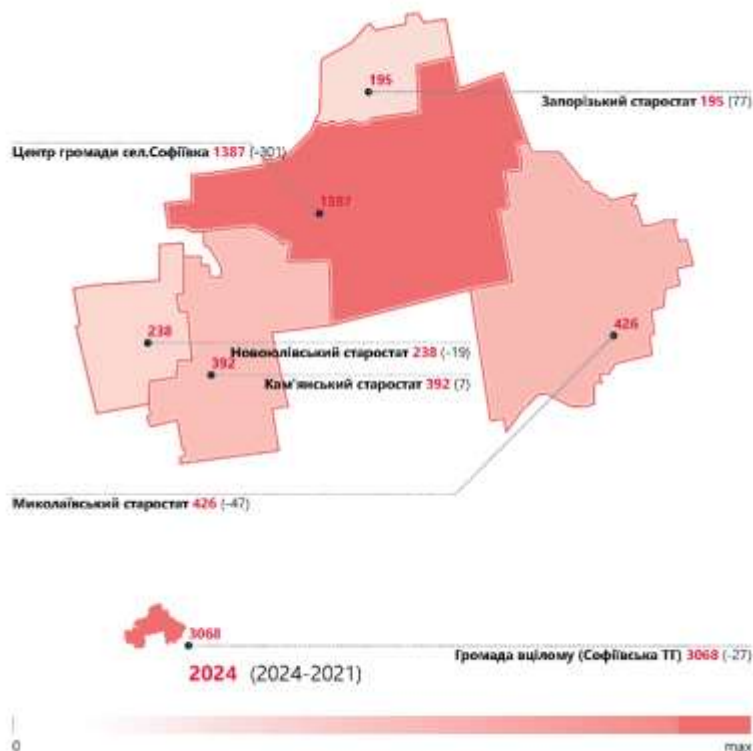 195
Запорізький старостат 195 (77)
Центр громади сел.Софіївка 1387 (-301)
1387
238
426
Новоюлівський старостат 238 (-19)
392
Кам'янський старостат 392 (7)
Миколаївський старостат 426 (-47)
3068
Громада вцілому (Софіївська ТГ) 3068 (-27)
2024 (2024-2021)
0 max